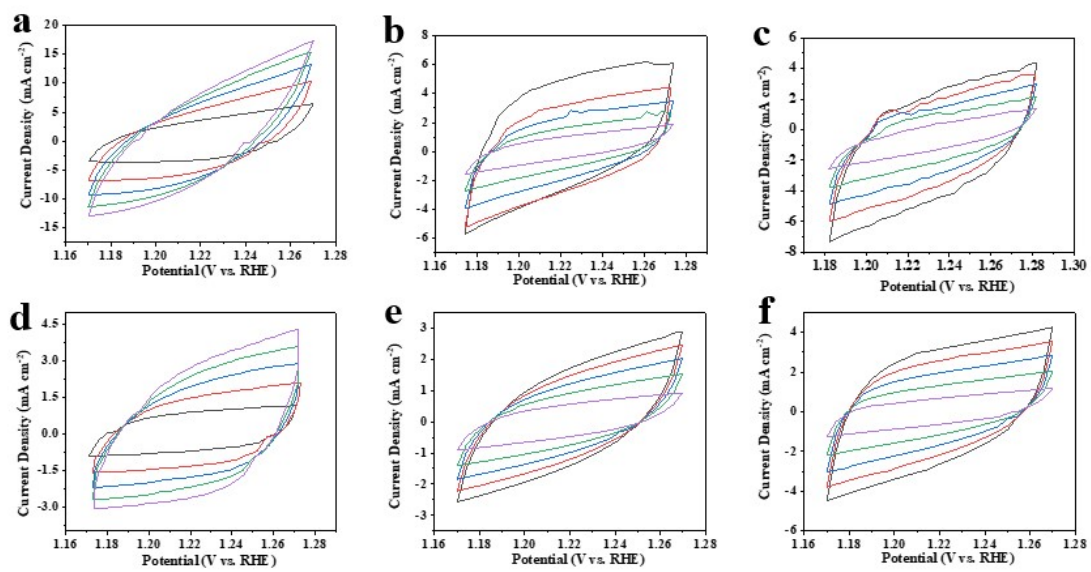 a
20
15
10
5
0
-5
-10
-15
Current Density (mA cm⁻²)
1.16 1.18 1.20 1.22 1.24 1.26 1.28
Potential (V vs. RHE)
b
8
6
4
2
0
-2
-4
-6
Current Density (mA cm⁻²)
1.16 1.18 1.20 1.22 1.24 1.26 1.28
Potential (V vs. RHE)
c
6
4
2
0
-2
-4
-6
-8
Current Density (mA cm⁻²)
1.18 1.20 1.22 1.24 1.26 1.28 1.30
Potential (V vs. RHE)
d
4.5
3.0
1.5
0.0
-1.5
-3.0
Current Density (mA cm⁻²)
1.16 1.18 1.20 1.22 1.24 1.26 1.28
Potential (V vs. RHE)
e
3
2
1
0
-1
-2
-3
Current Density (mA cm⁻²)
1.16 1.18 1.20 1.22 1.24 1.26 1.28
Potential (V vs. RHE)
f
4
2
0
-2
-4
-6
Current Density (mA cm⁻²)
1.16 1.18 1.20 1.22 1.24 1.26 1.28
Potential (V vs. RHE)